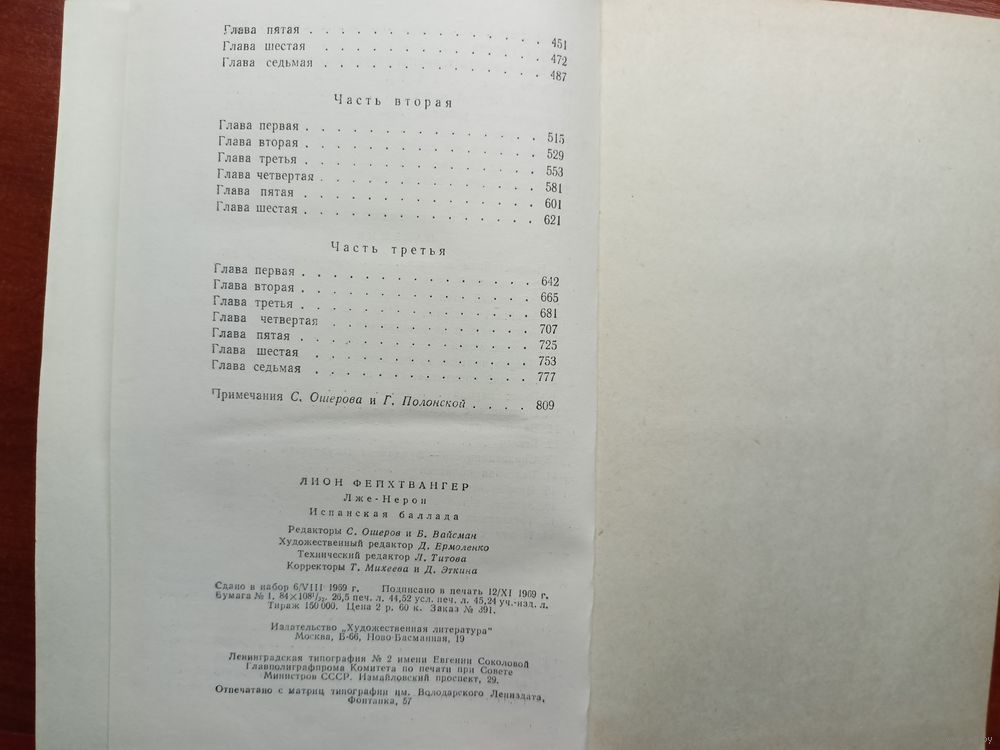 Глава пятая . . . . . . . . . . . . . . 451
Глава шестая . . . . . . . . . . . . . . 472
Глава седьмая . . . . . . . . . . . . . . 487
Часть вторая
Глава первая . . . . . . . . . . . . . . 515
Глава вторая . . . . . . . . . . . . . . 529
Глава третья . . . . . . . . . . . . . . 553
Глава четвертая . . . . . . . . . . . . . . 581
Глава пятая . . . . . . . . . . . . . . 601
Глава шестая . . . . . . . . . . . . . . 621
Часть третья
Глава первая . . . . . . . . . . . . . . 642
Глава вторая . . . . . . . . . . . . . . 665
Глава третья . . . . . . . . . . . . . . 681
Глава четвертая . . . . . . . . . . . . . 707
Глава пятая . . . . . . . . . . . . . . 725
Глава шестая . . . . . . . . . . . . . . 753
Глава седьмая . . . . . . . . . . . . . 777
Примечания С. Ошерова и Г. Полонской . . . . 809
ЛИОН ФЕЙХТВАНГЕР
Лже-Нерон
Испанская баллада
Редакторы С. Ошеров и Б. Вайсман
Художественный редактор Д. Ермоленко
Технический редактор Л. Титова
Корректоры Т. Михеева и Д. Эткина
Сдано в набор 6/VIII 1969 г. Подписано в печать 12/XI 1969 г.
Бумага № 1. 84×108¹/₃₂. 26,5 печ. л. 44,52 усл. печ. л. 45,24 уч.-изд. л.
Тираж 150 000. Цена 2 р. 60 к. Заказ № 391.
Издательство „Художественная литература"
Москва, Б-66, Ново-Басманная, 19
Ленинградская типография № 2 имени Евгении Соколовой
Главполиграфпрома Комитета по печати при Совете
Министров СССР. Измайловский проспект, 29.
Отпечатано с матриц типографии им. Володарского Лениздата,
Фонтанка, 57